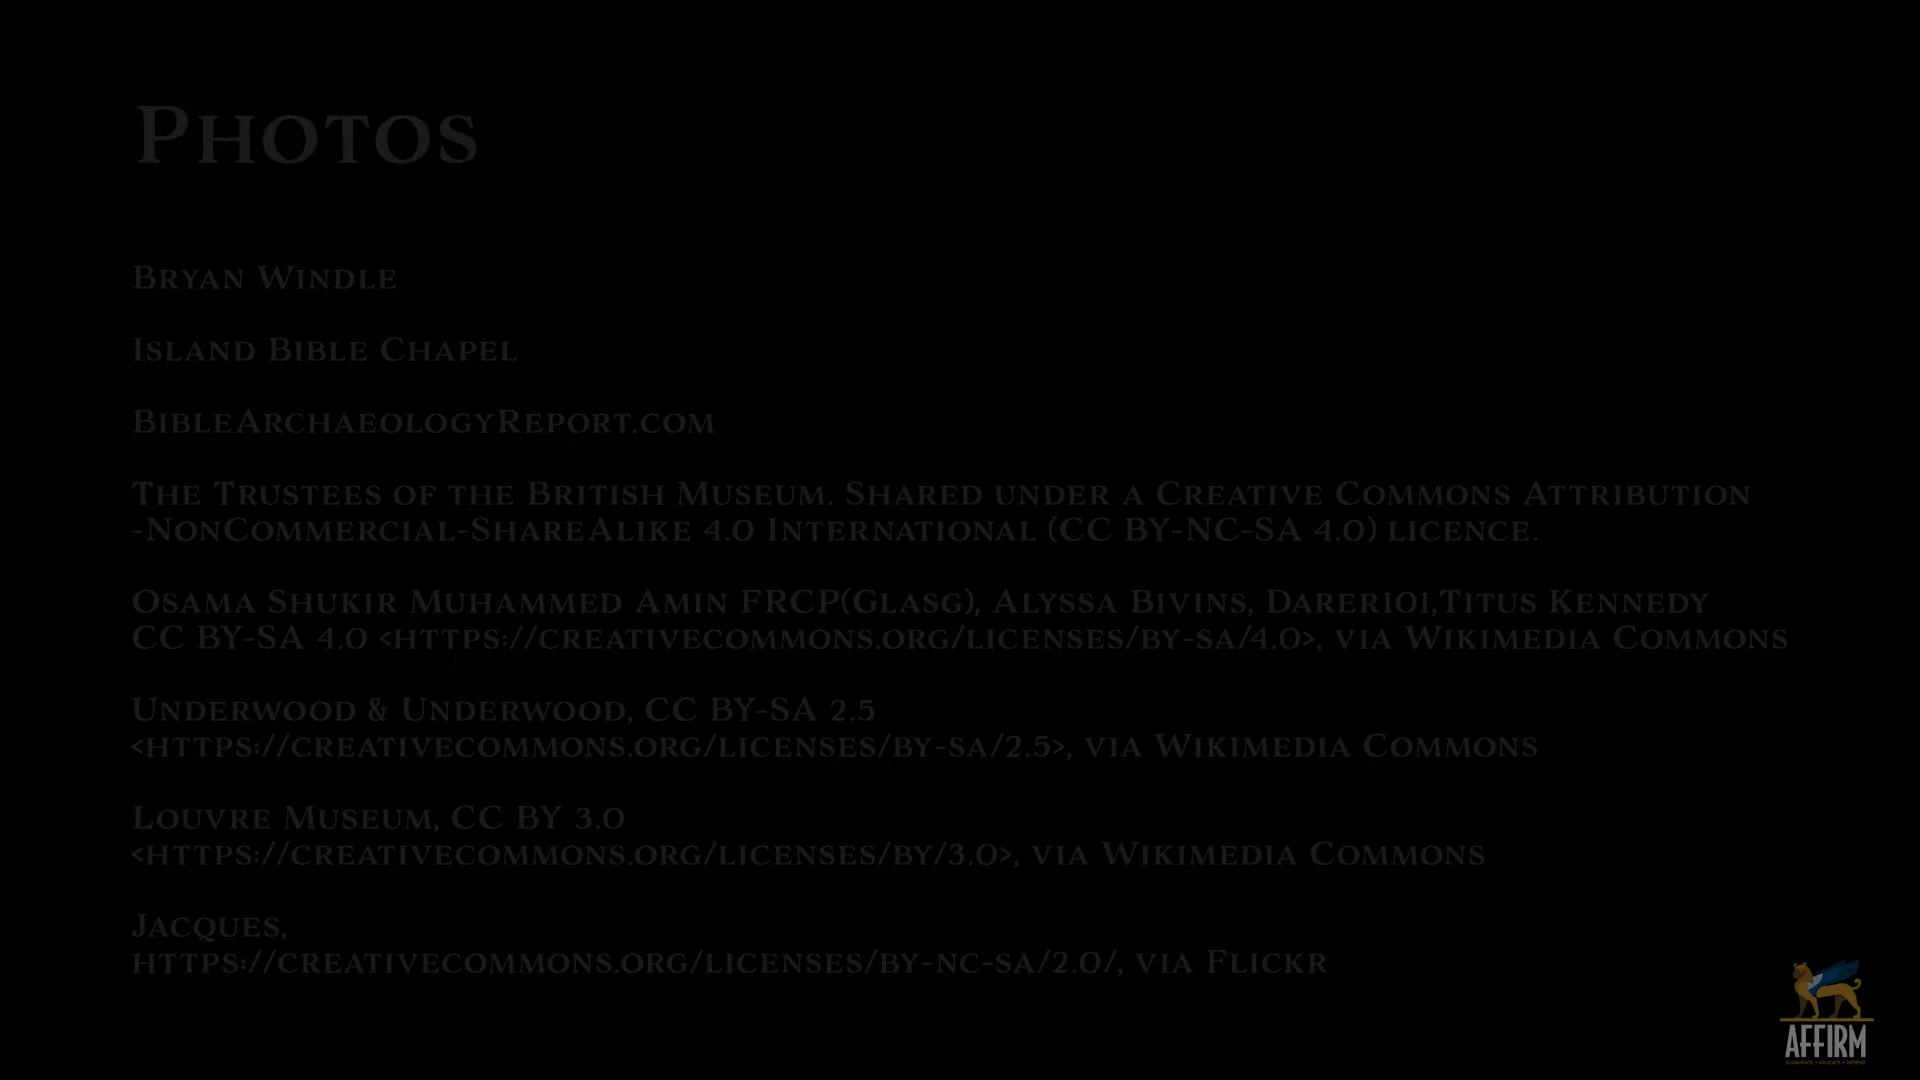 Photos
Bryan Windle
Island Bible Chapel
BibleArchaeologyReport.com
The Trustees of the British Museum. Shared under a Creative Commons Attribution
-NonCommercial-ShareAlike 4.0 International (CC BY-NC-SA 4.0) licence.
Osama Shukir Muhammed Amin FRCP(Glasg), Alyssa Bivins, Darer101,Titus Kennedy
CC BY-SA 4.0 <https://creativecommons.org/licenses/by-sa/4.0>, via Wikimedia Commons
Underwood & Underwood, CC BY-SA 2.5
<https://creativecommons.org/licenses/by-sa/2.5>, via Wikimedia Commons
Louvre Museum, CC BY 3.0
<https://creativecommons.org/licenses/by/3.0>, via Wikimedia Commons
Jacques,
https://creativecommons.org/licenses/by-nc-sa/2.0/, via Flickr
AFFIRM
ILLUMINATE • EDUCATE • DEFEND